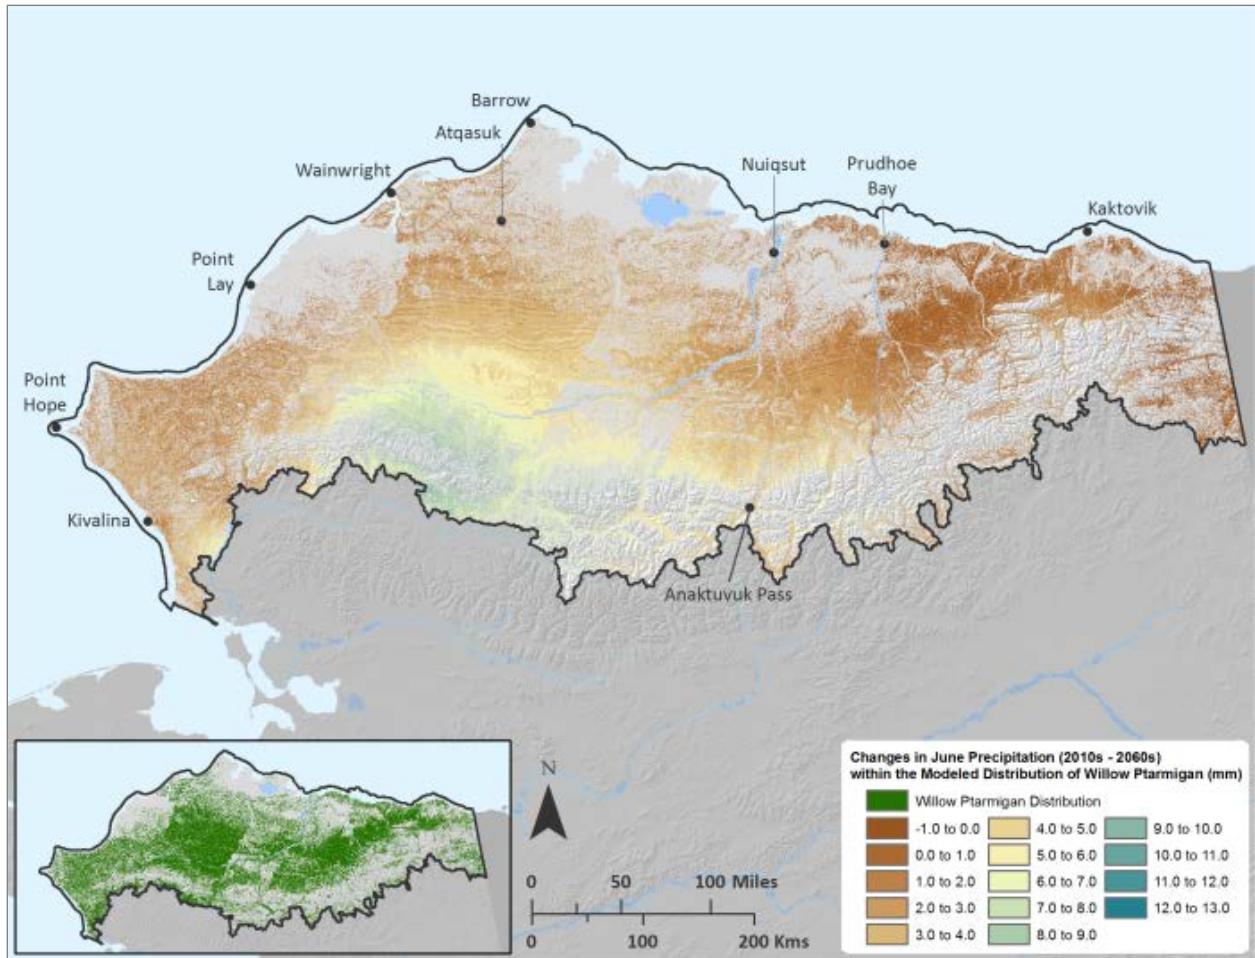 Barrow
Atqasuk
Wainwright
Nuiqsut
Prudhoe
Bay
Kaktovik
Point
Lay
Point
Hope
Kivalina
Anaktuvuk Pass
N
0 50 100 Miles
0 100 200 Kms
Changes in June Precipitation (2010s - 2060s)
within the Modeled Distribution of Willow Ptarmigan (mm)
Willow Ptarmigan Distribution
-1.0 to 0.0 4.0 to 5.0 9.0 to 10.0
0.0 to 1.0 5.0 to 6.0 10.0 to 11.0
1.0 to 2.0 6.0 to 7.0 11.0 to 12.0
2.0 to 3.0 7.0 to 8.0 12.0 to 13.0
3.0 to 4.0 8.0 to 9.0